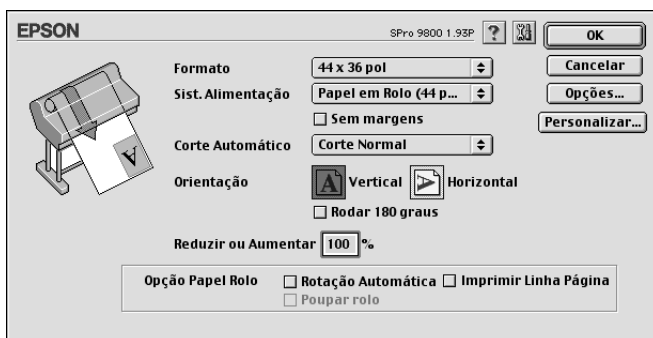 EPSON SPro 9800 1.93P ? OK
Formato 44 x 36 pol Cancelar
Sist. Alimentação Papel em Rolo (44 p... Opções...
Sem margens Personalizar...
Corte Automático Corte Normal
Orientação A Vertical A Horizontal
Rodar 180 graus
Reduzir ou Aumentar 100 %
Opção Papel Rolo Rotação Automática Imprimir Linha Página
Poupar rolo
A